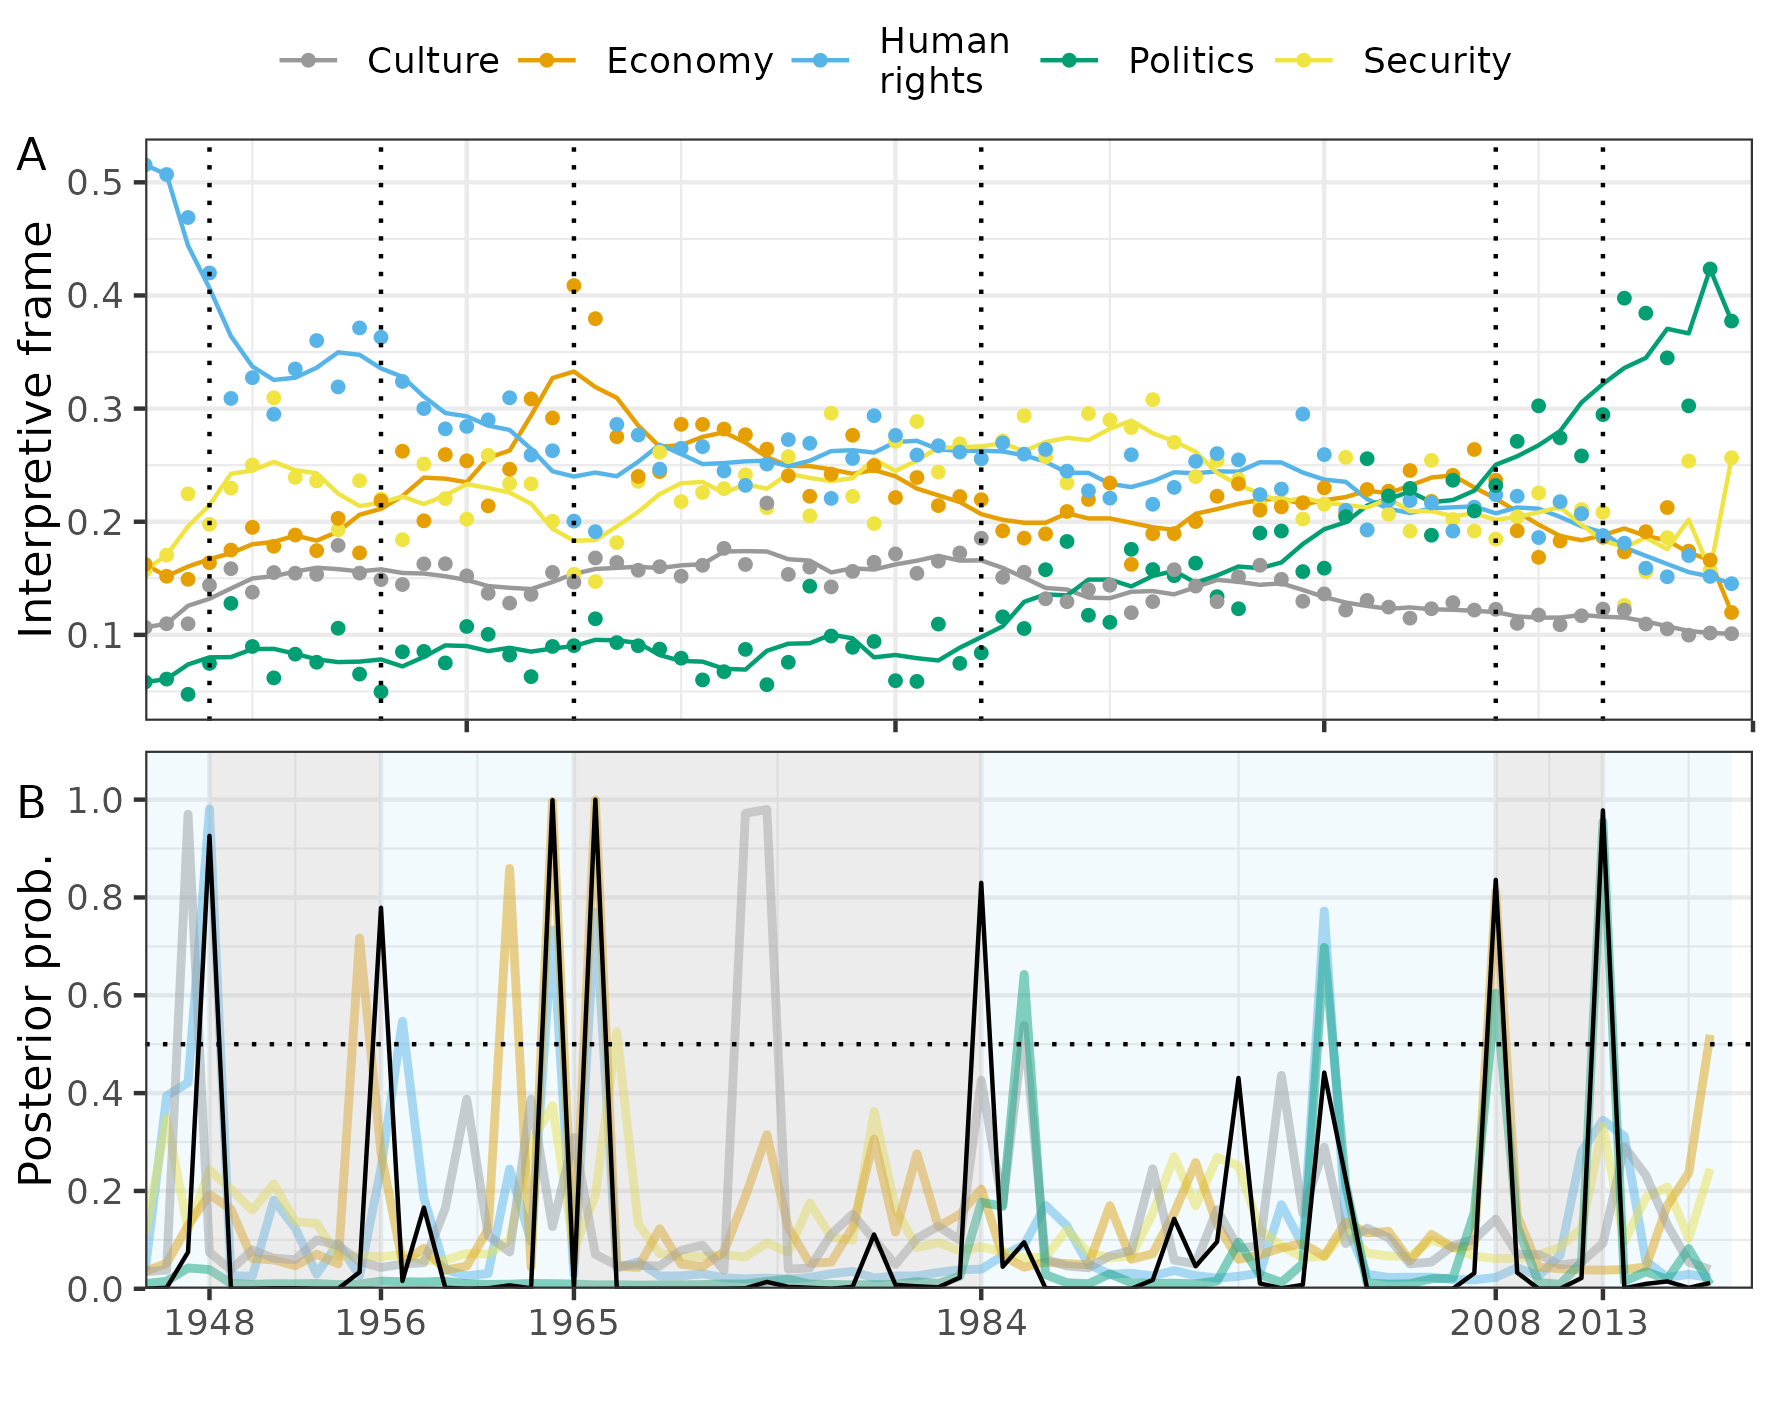 Culture Economy Human rights Politics Security
A
Interpretive frame
0.5
0.4
0.3
0.2
0.1
B
Posterior prob.
1.0
0.8
0.6
0.4
0.2
0.0
1948 1956 1965 1984 2008 2013